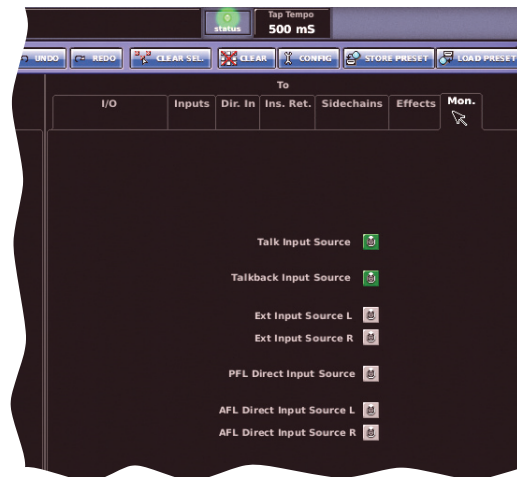 status
Tap Tempo
500 mS
UNDO REDO CLEAR SEL. CLEAR CONFIG STORE PRESET LOAD PRESET
To
I/O Inputs Dir. In Ins. Ret. Sidechains Effects Mon.
Talk Input Source
Talkback Input Source
Ext Input Source L
Ext Input Source R
PFL Direct Input Source
AFL Direct Input Source L
AFL Direct Input Source R